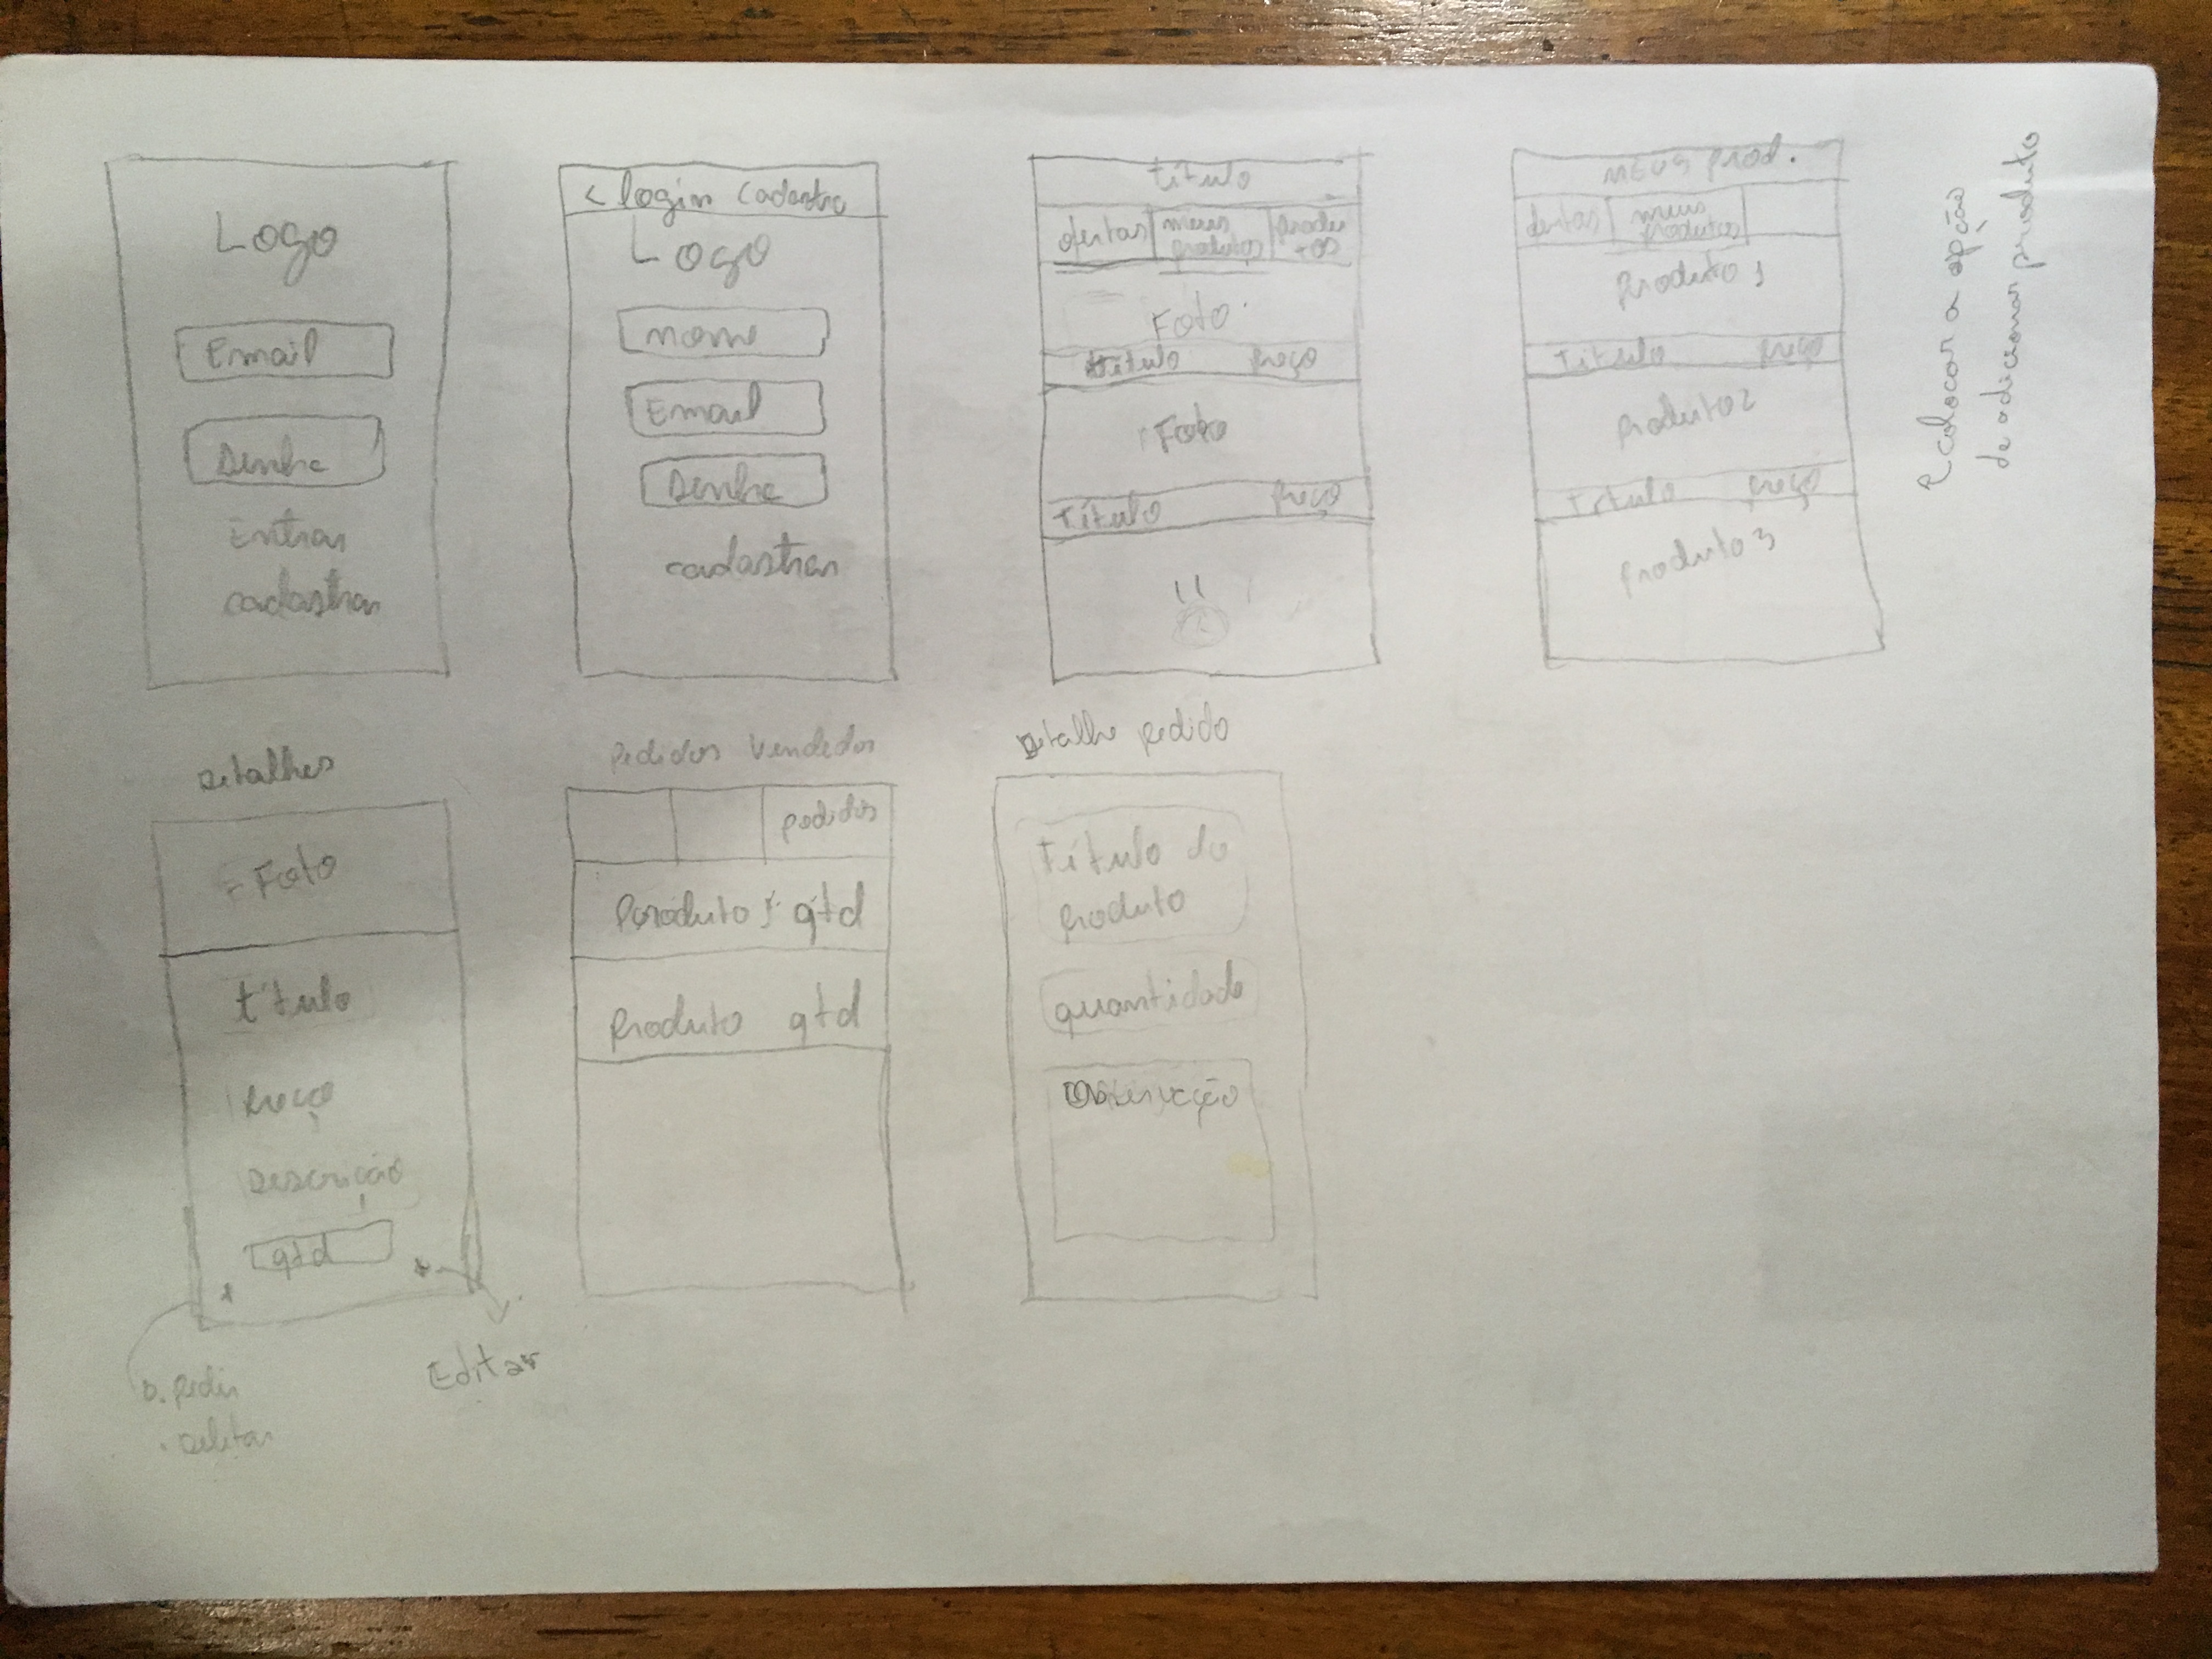 Logo
Email
Senha
Entrar
cadastrar
< login cadastro
Logo
nome
Email
Senha
cadastrar
título
ofertas meus produtos
Foto
título preço
Foto
Título preço
"
meus prod.
ofertas meus produtos
Produto 1
Título preço
Produto 2
Título preço
Produto 3
colocar a opção
de adicionar produto
Detalhes
Foto
título
Preço
Descrição
qtd
pedir
deletar
Editar
Pedidos Vendedor
pedidos
Produto 1 qtd
Produto qtd
Detalhe pedido
Título do
produto
quantidade
Observação